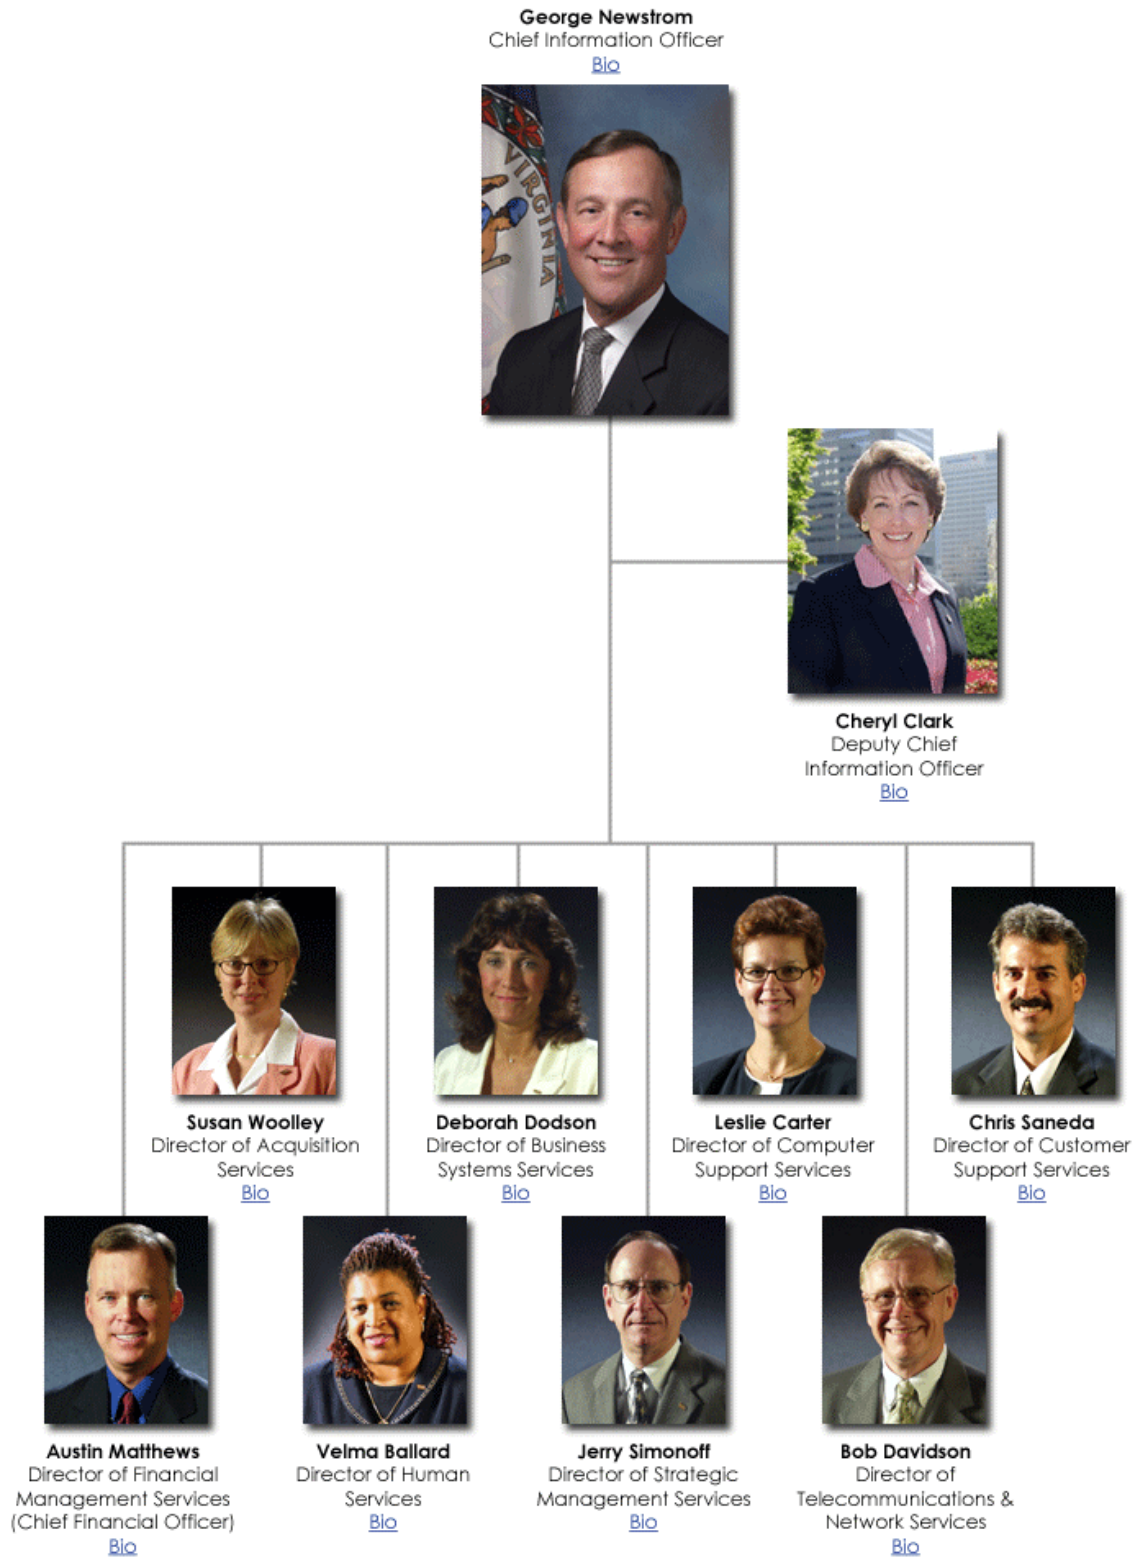 George Newstrom
Chief Information Officer
Bio
VIRGINIA
Cheryl Clark
Deputy Chief
Information Officer
Bio
Susan Woolley
Director of Acquisition
Services
Bio
Deborah Dodson
Director of Business
Systems Services
Bio
Leslie Carter
Director of Computer
Support Services
Bio
Chris Saneda
Director of Customer
Support Services
Bio
Austin Matthews
Director of Financial
Management Services
(Chief Financial Officer)
Bio
Velma Ballard
Director of Human
Services
Bio
Jerry Simonoff
Director of Strategic
Management Services
Bio
Bob Davidson
Director of
Telecommunications &
Network Services
Bio